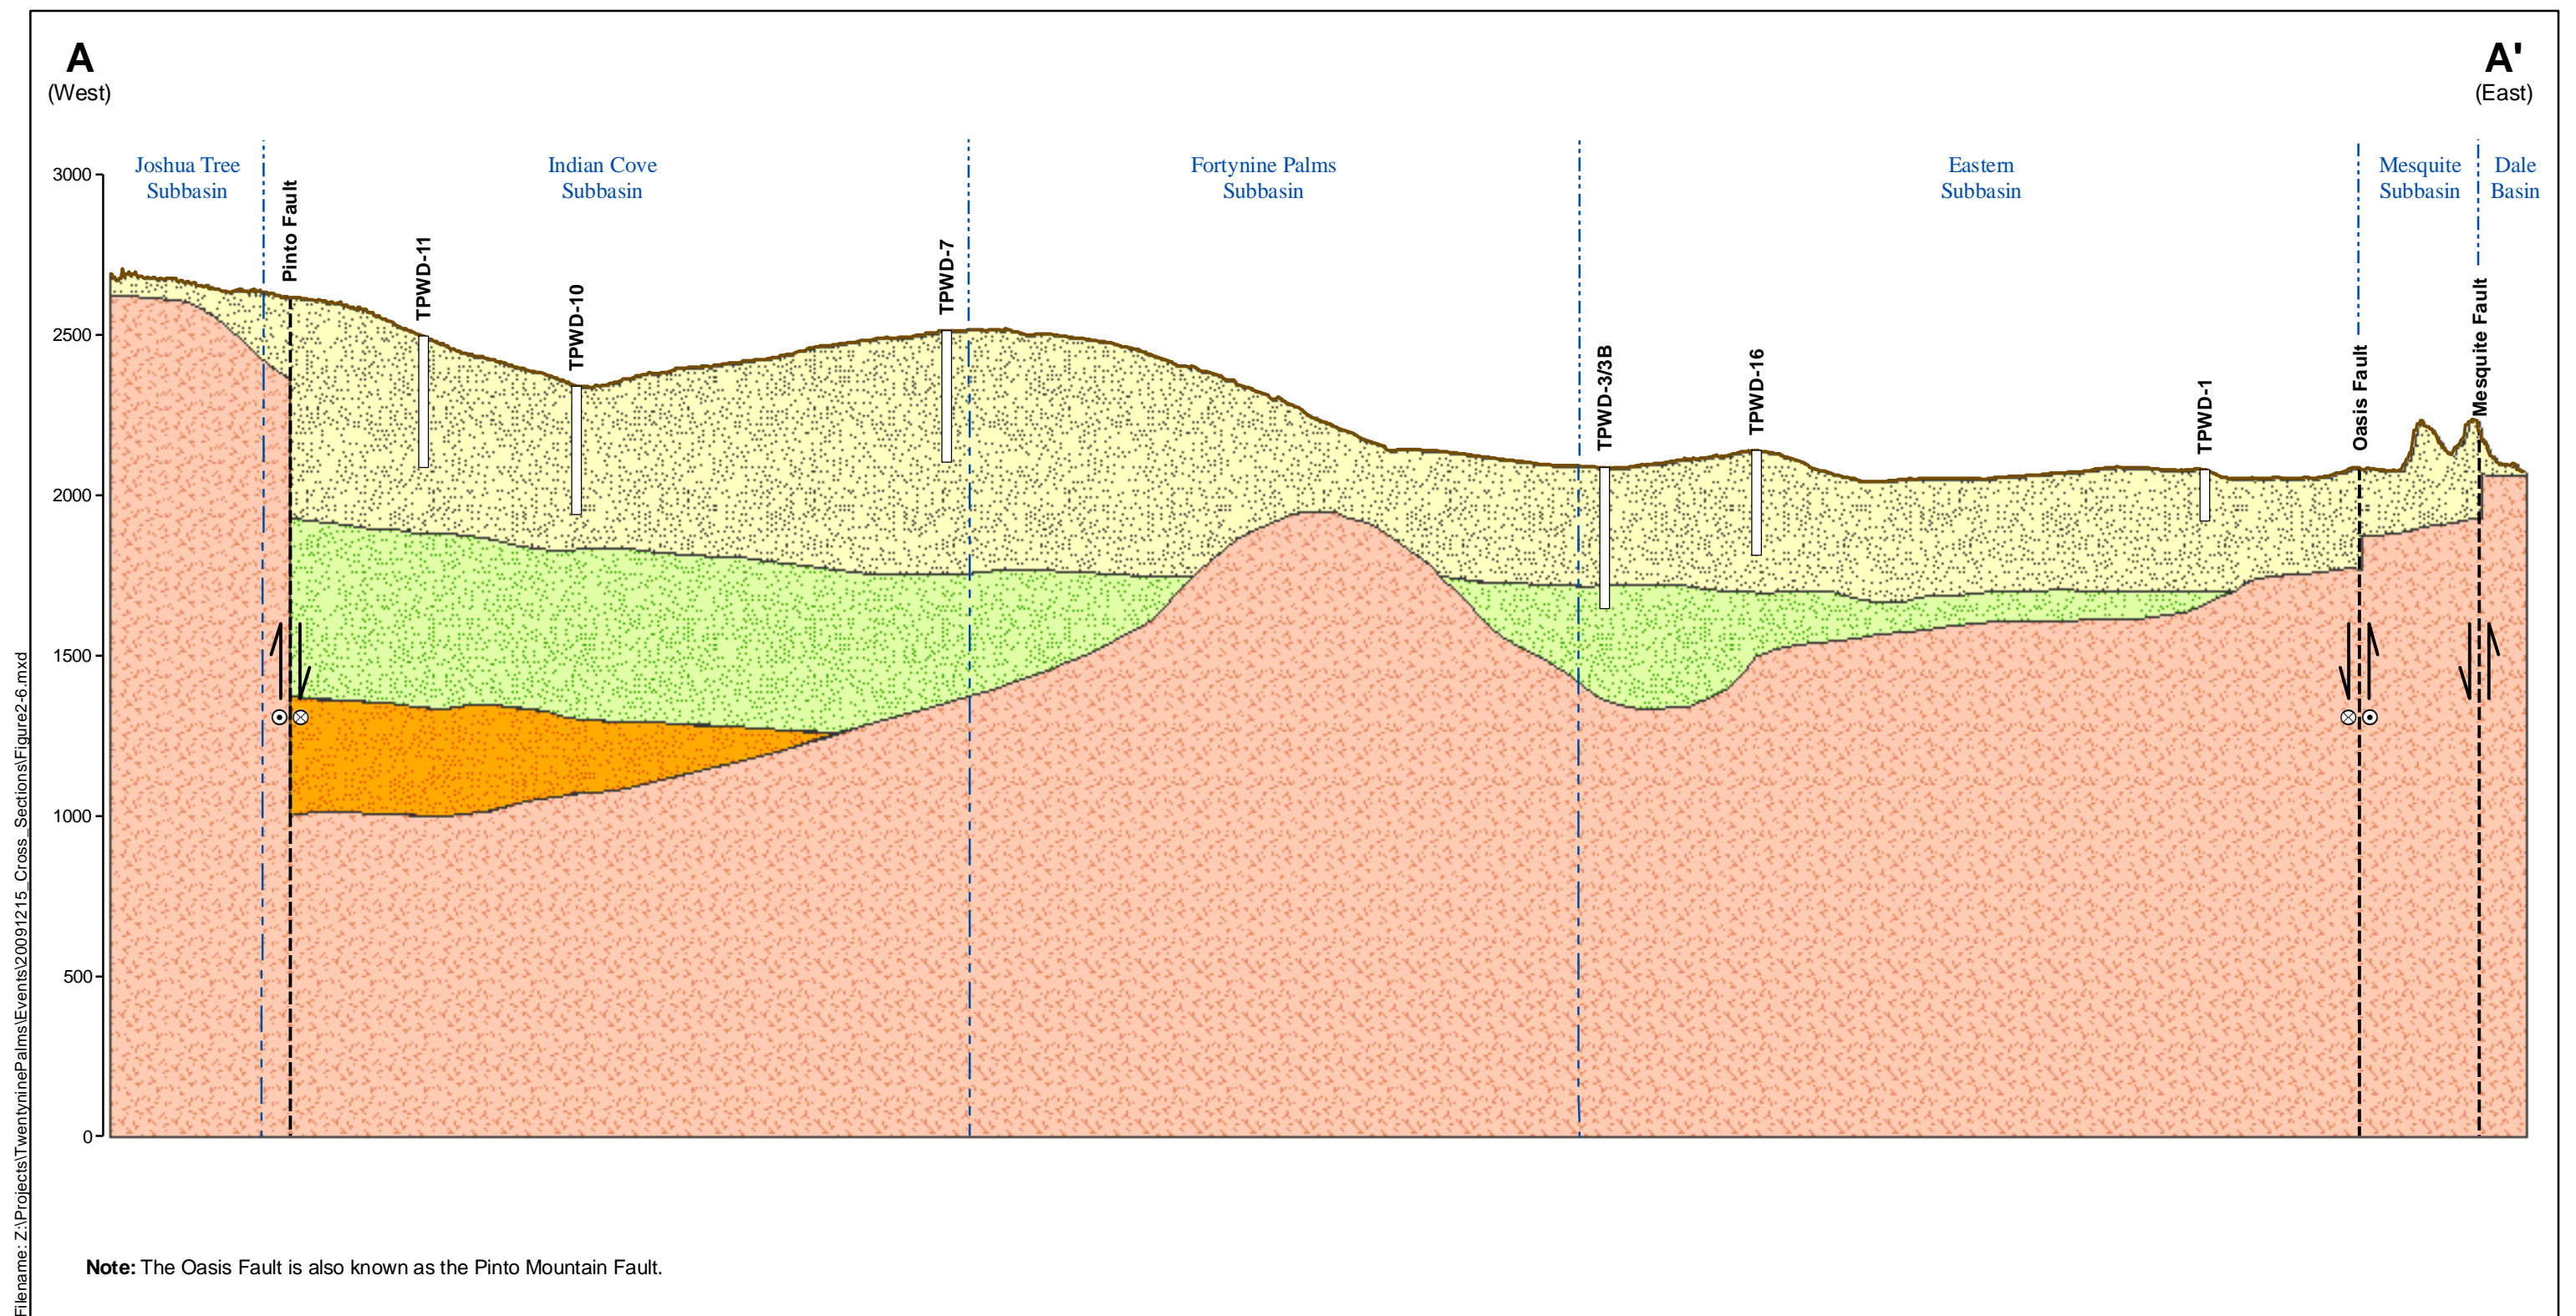 A
(West)
A'
(East)
Joshua Tree
Subbasin
Indian Cove
Subbasin
Fortynine Palms
Subbasin
Eastern
Subbasin
Mesquite
Subbasin
Dale
Basin
Pinto Fault
TPWD-11
TPWD-10
TPWD-7
TPWD-3/3B
TPWD-16
TPWD-1
Oasis Fault
Mesquite Fault
3000
2500
2000
1500
1000
500
0
Note: The Oasis Fault is also known as the Pinto Mountain Fault.
Filename: Z:\Projects\TwentyninePalms\Events\20091215_Cross_Sections\Figure2-6.mxd